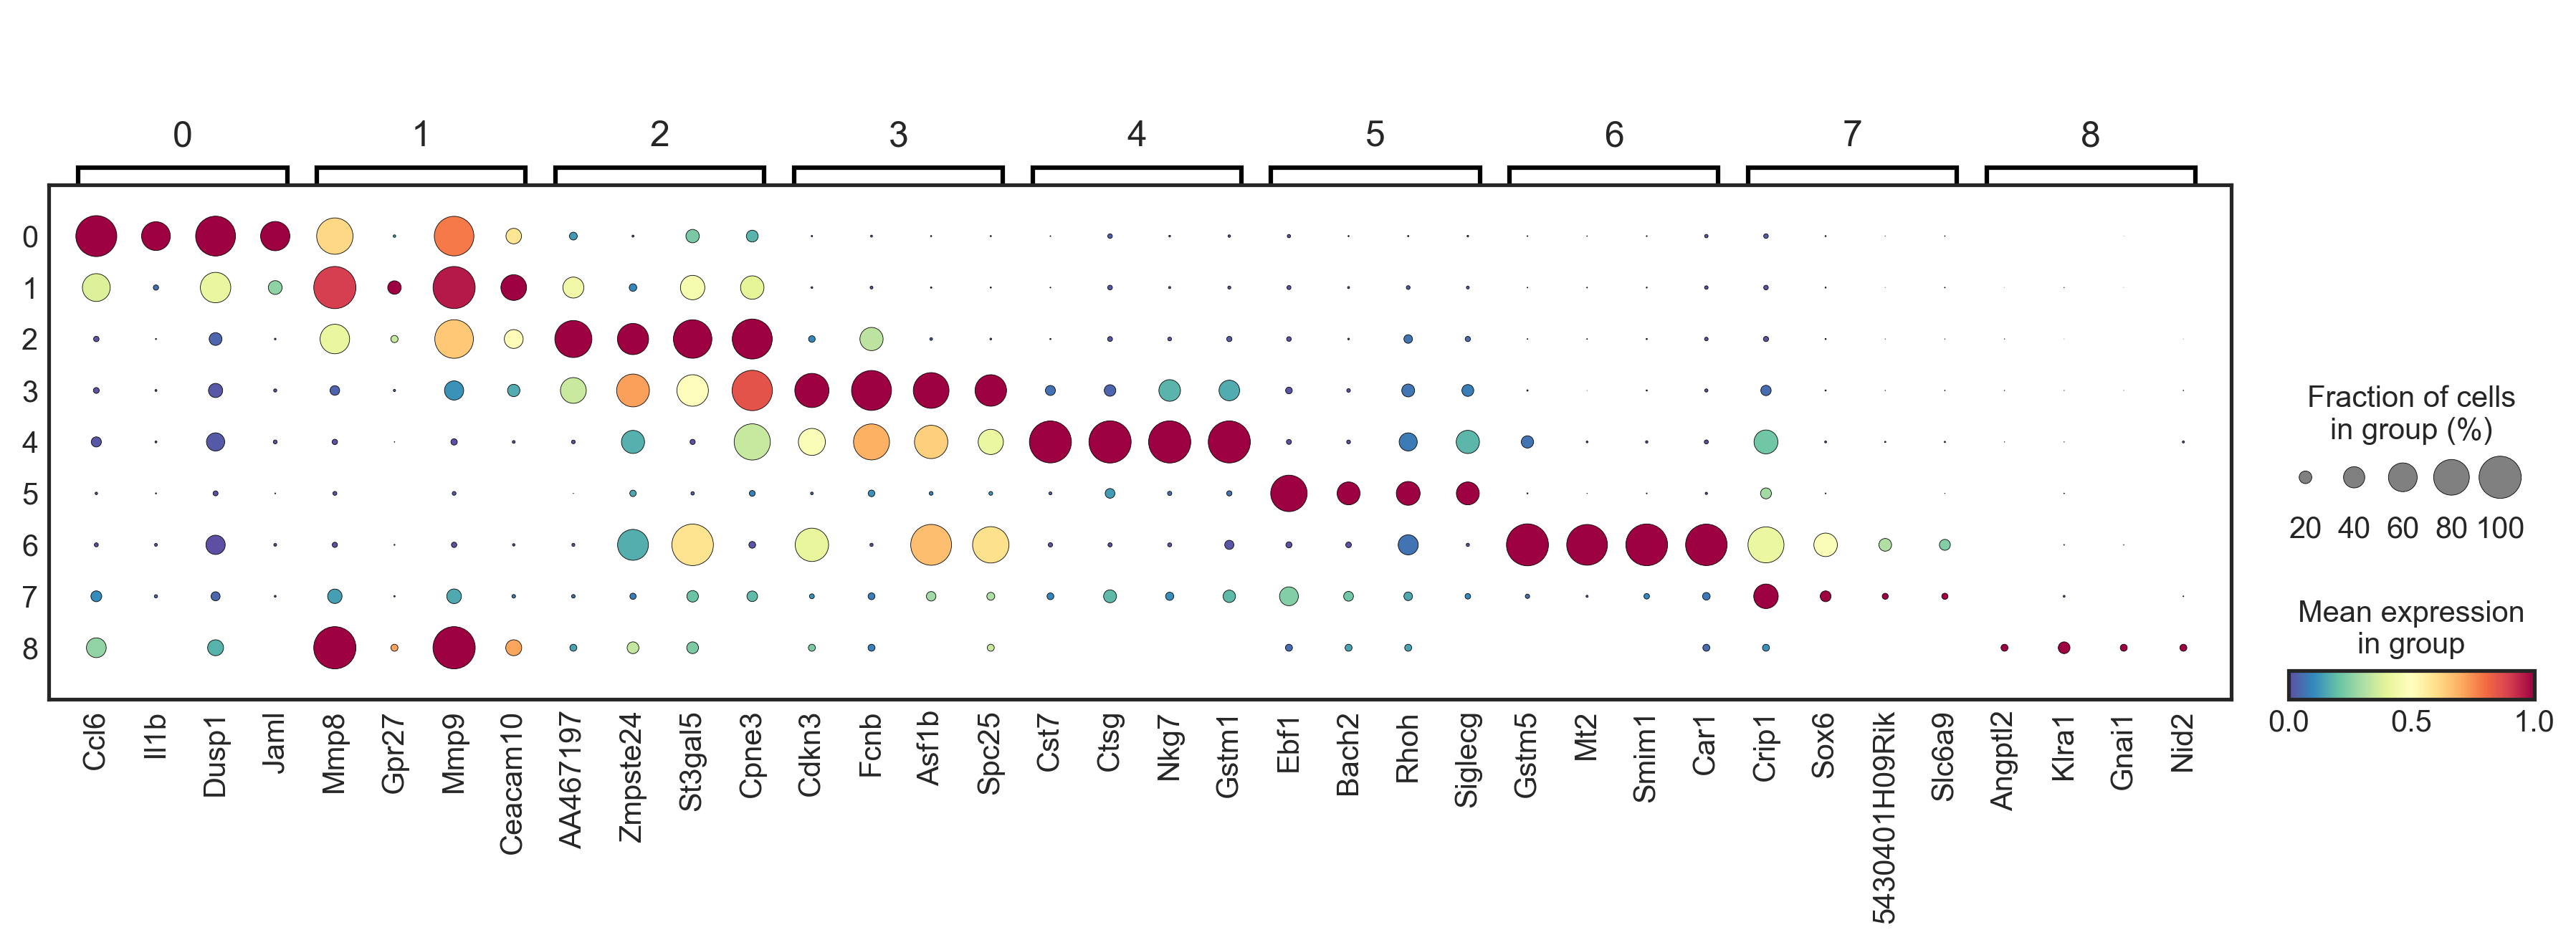 0 1 2 3 4 5 6 7 8
0
1
2
3
4
5
6
7
8
Ccl6 Il1b Dusp1 Jaml Mmp8 Gpr27 Mmp9 Ceacam10 AA467197 Zmpste24 St3gal5 Cpne3 Cdkn3 Fcnb Asf1b Spc25 Cst7 Ctsg Nkg7 Gstm1 Ebf1 Bach2 Rhoh Siglecg Gstm5 Mt2 Smim1 Car1 Crip1 Sox6 5430401H09Rik Slc6a9 Angptl2 Klra1 Gnai1 Nid2
Fraction of cells
in group (%)
20 40 60 80 100
Mean expression
in group
0.0 0.5 1.0